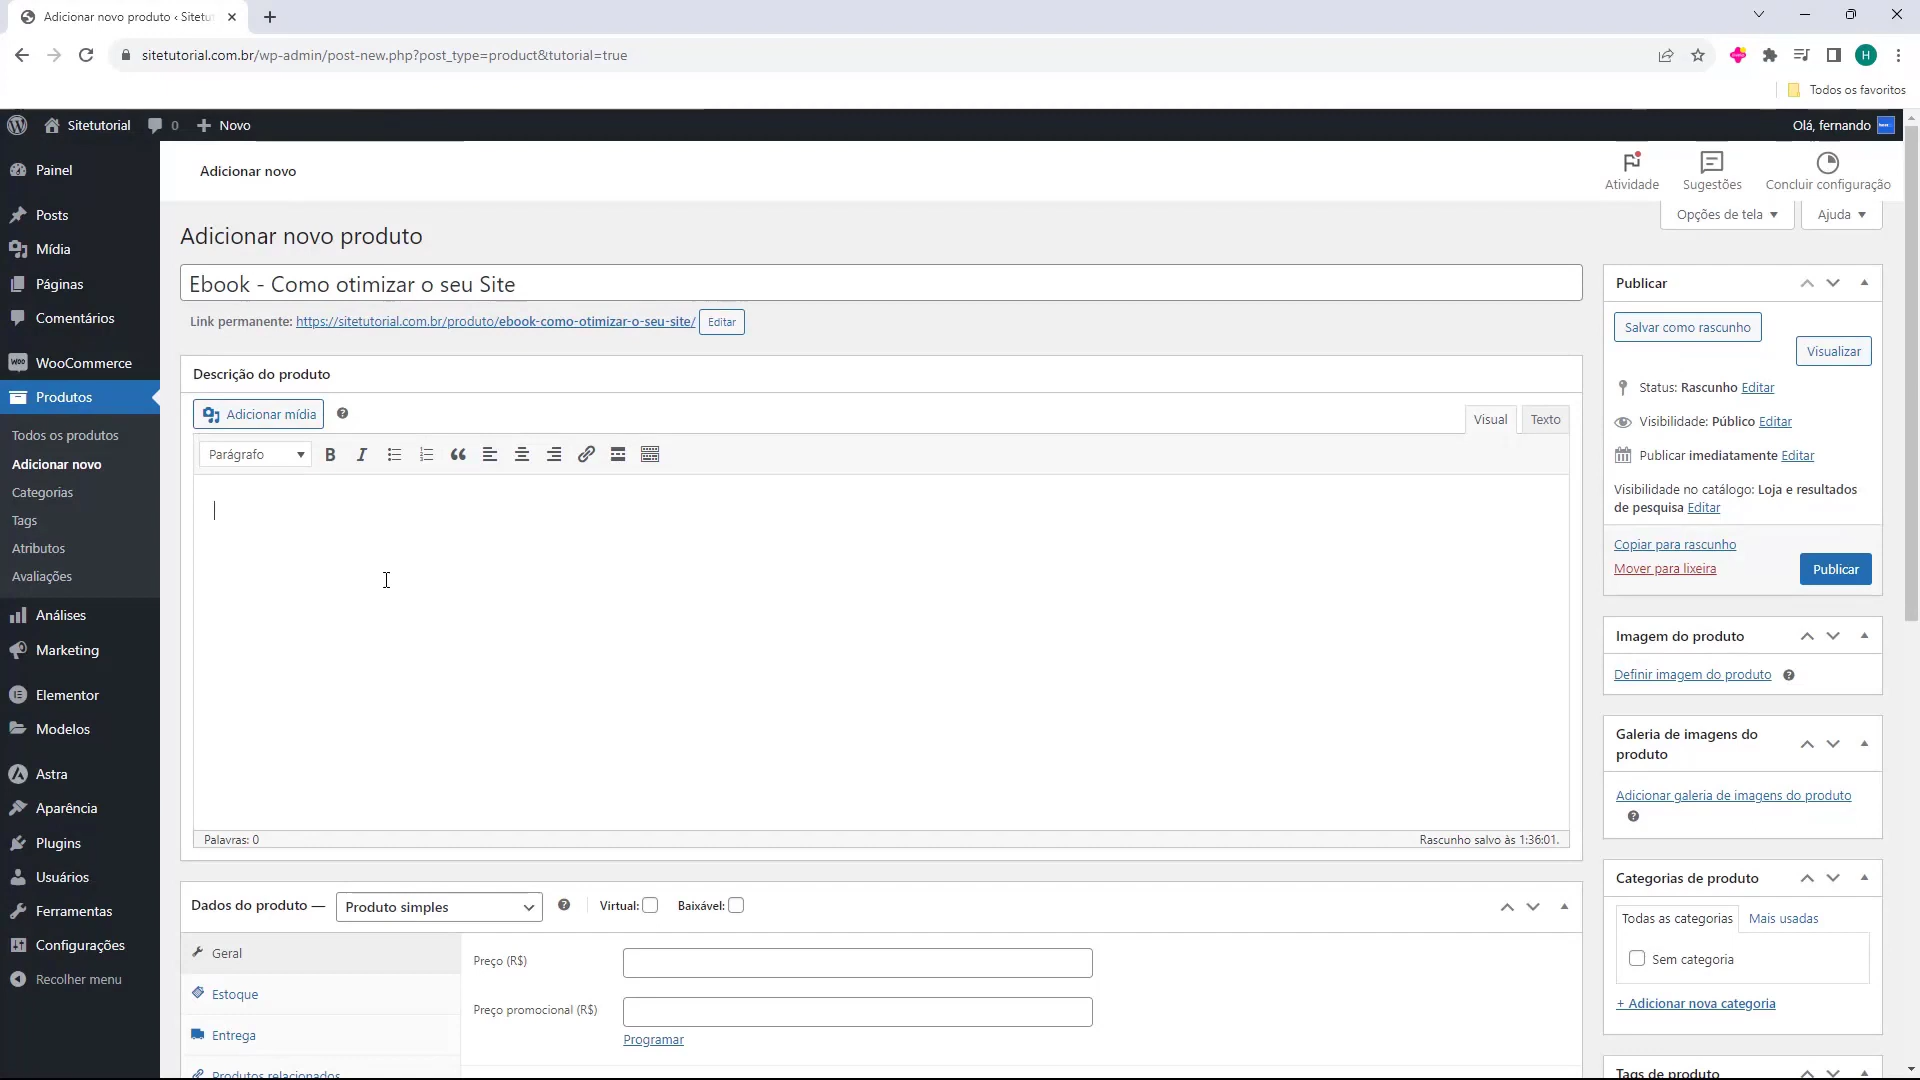 Adicionar novo produto ‹ Sitetu
sitetutorial.com.br/wp-admin/post-new.php?post_type=product&tutorial=true
H
Todos os favoritos
Sitetutorial
0
Novo
Olá, fernando
Painel
Posts
Mídia
Páginas
Comentários
WooCommerce
Produtos
Todos os produtos
Adicionar novo
Categorias
Tags
Atributos
Avaliações
Análises
Marketing
Elementor
Modelos
Astra
Aparência
Plugins
Usuários
Ferramentas
Configurações
Recolher menu
Adicionar novo
Atividade
Sugestões
Concluir configuração
Opções de tela
Ajuda
Adicionar novo produto
Ebook - Como otimizar o seu Site
Link permanente: https://sitetutorial.com.br/produto/ebook-como-otimizar-o-seu-site/ Editar
Descrição do produto
Adicionar mídia
Visual
Texto
Parágrafo
Palavras: 0
Rascunho salvo às 1:36:01.
Dados do produto —
Produto simples
Virtual:
Baixável:
Geral
Estoque
Entrega
Produtos relacionados
Preço (R$)
Preço promocional (R$)
Programar
Publicar
Salvar como rascunho
Visualizar
Status: Rascunho Editar
Visibilidade: Público Editar
Publicar imediatamente Editar
Visibilidade no catálogo: Loja e resultados
de pesquisa Editar
Copiar para rascunho
Mover para lixeira
Publicar
Imagem do produto
Definir imagem do produto
Galeria de imagens do
produto
Adicionar galeria de imagens do produto
Categorias de produto
Todas as categorias
Mais usadas
Sem categoria
+ Adicionar nova categoria
Tags de produto